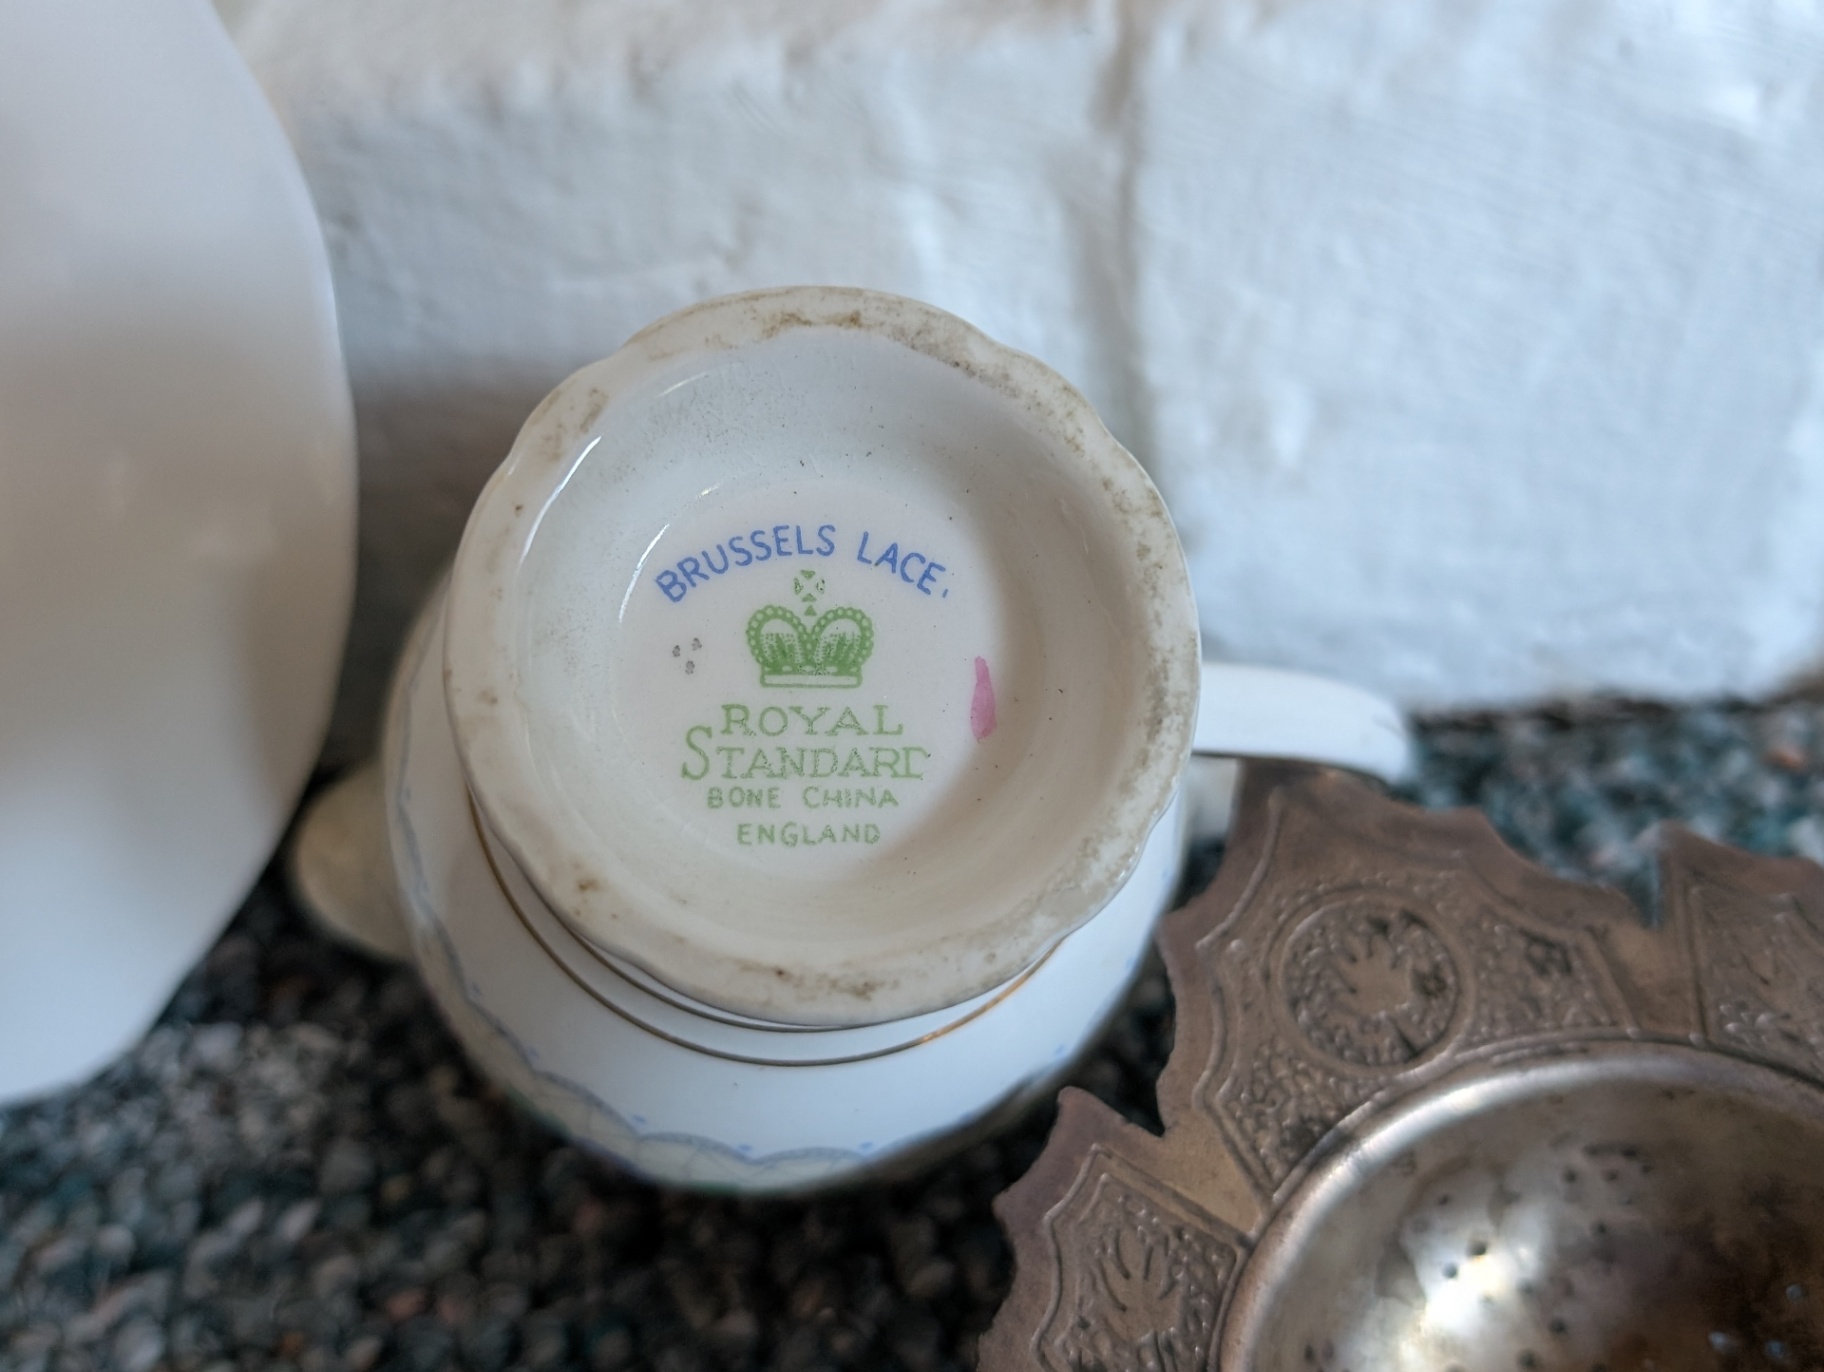 BRUSSELS LACE.
ROYAL
STANDARD
BONE CHINA
ENGLAND